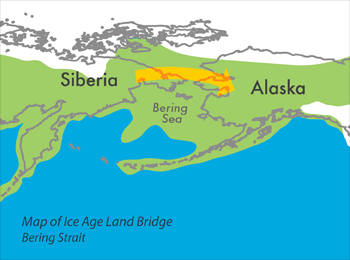 Siberia
Alaska
Bering
Sea
Map of Ice Age Land Bridge
Bering Strait